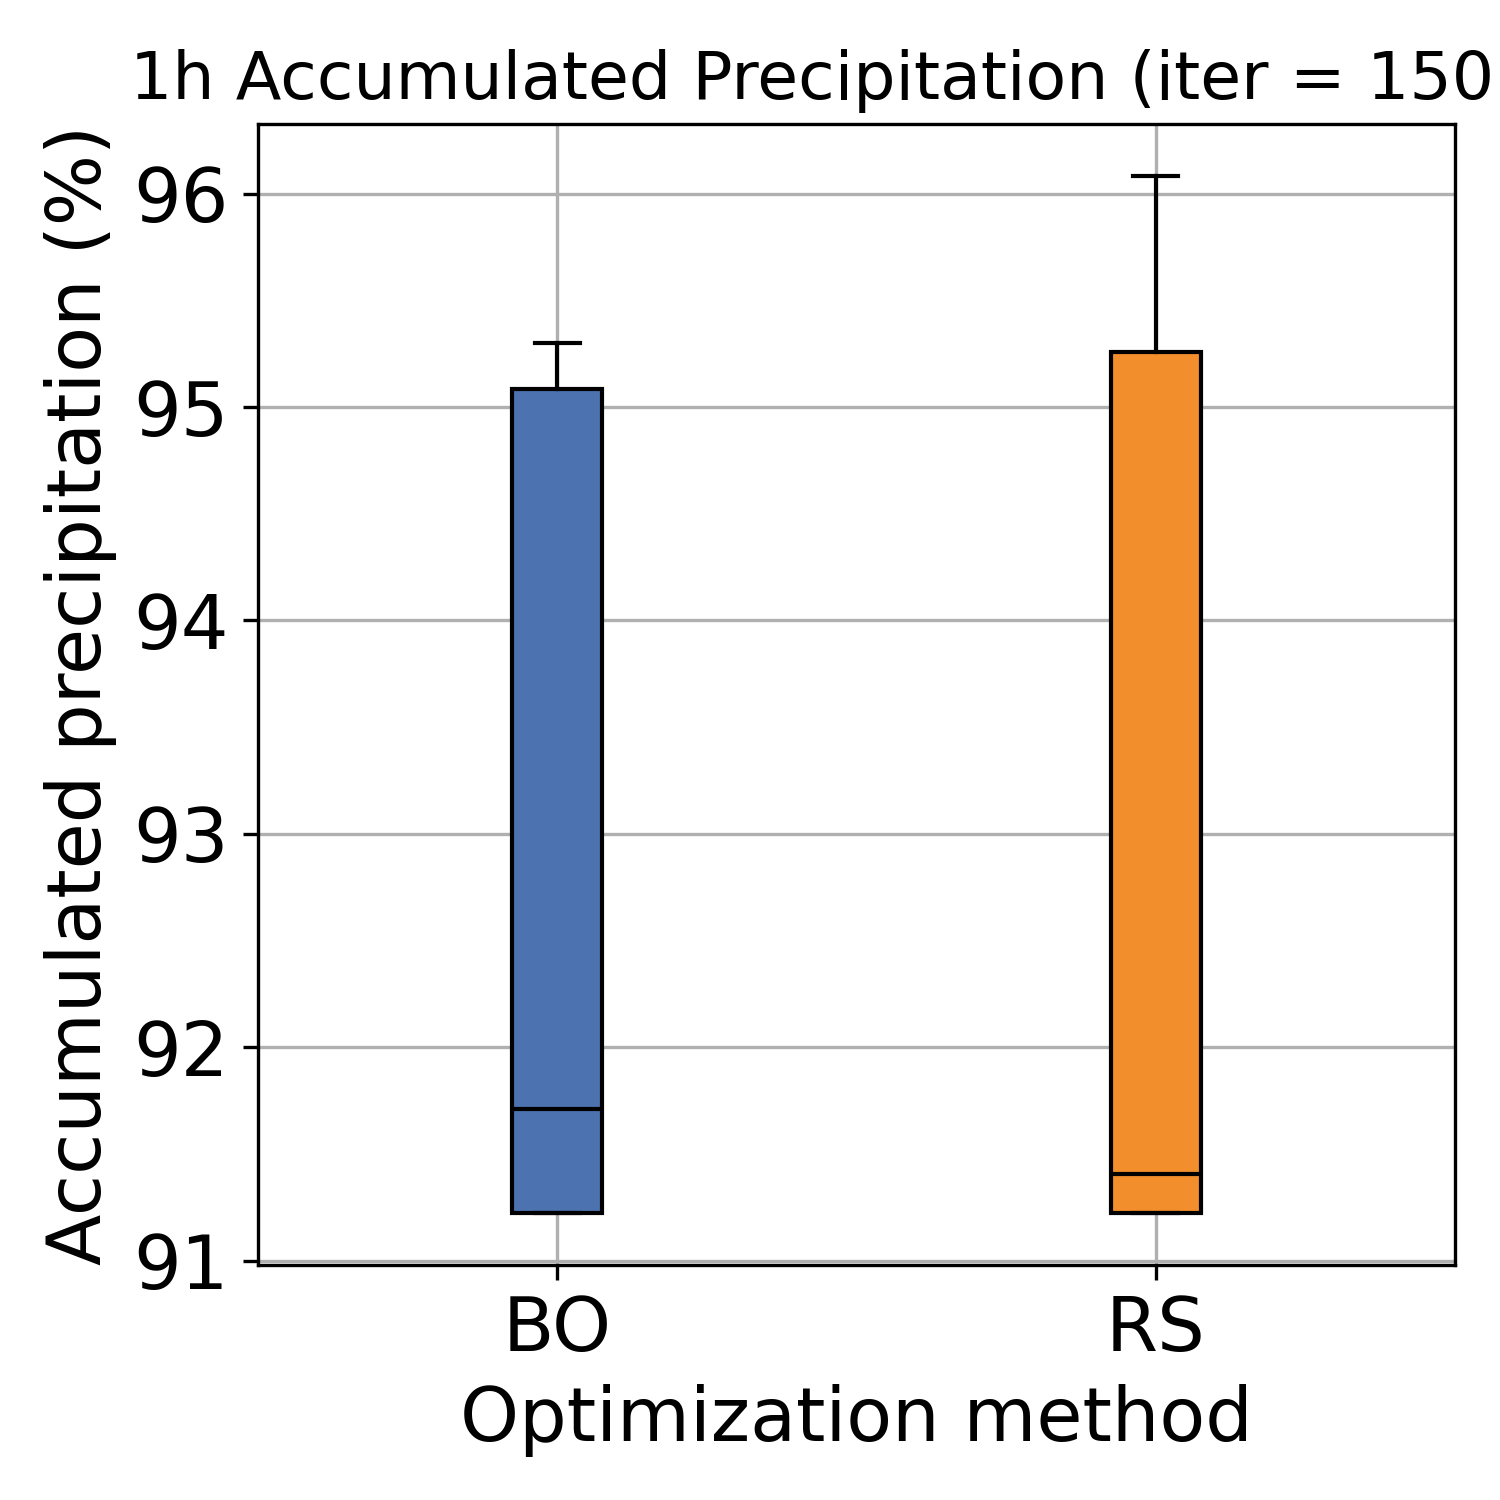 1h Accumulated Precipitation (iter = 150
Accumulated precipitation (%)
96
95
94
93
92
91
BO RS
Optimization method